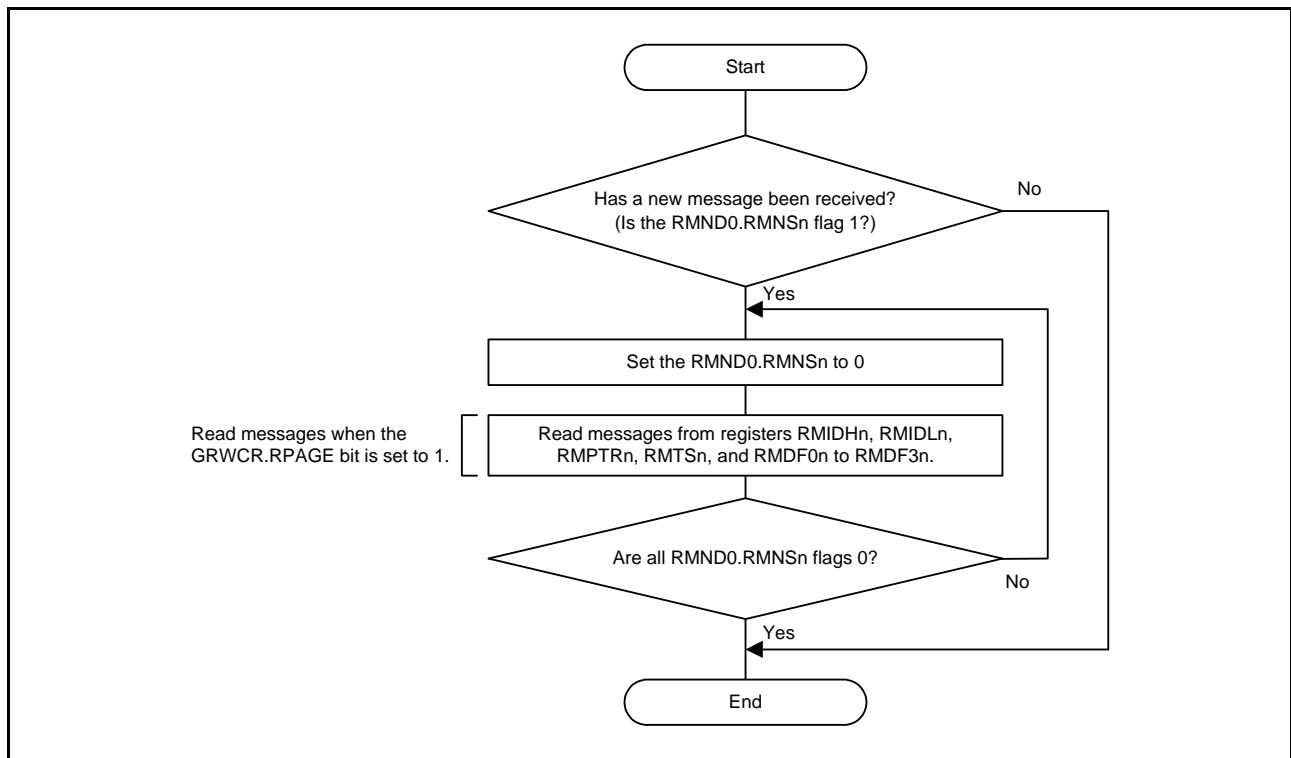 Start
Has a new message been received?
(Is the RMND0.RMNSn flag 1?)
No
Yes
Set the RMND0.RMNSn to 0
Read messages when the
GRWCR.RPAGE bit is set to 1.
Read messages from registers RMIDHn, RMIDLn,
RMPTRn, RMTSn, and RMDF0n to RMDF3n.
Are all RMND0.RMNSn flags 0?
No
Yes
End